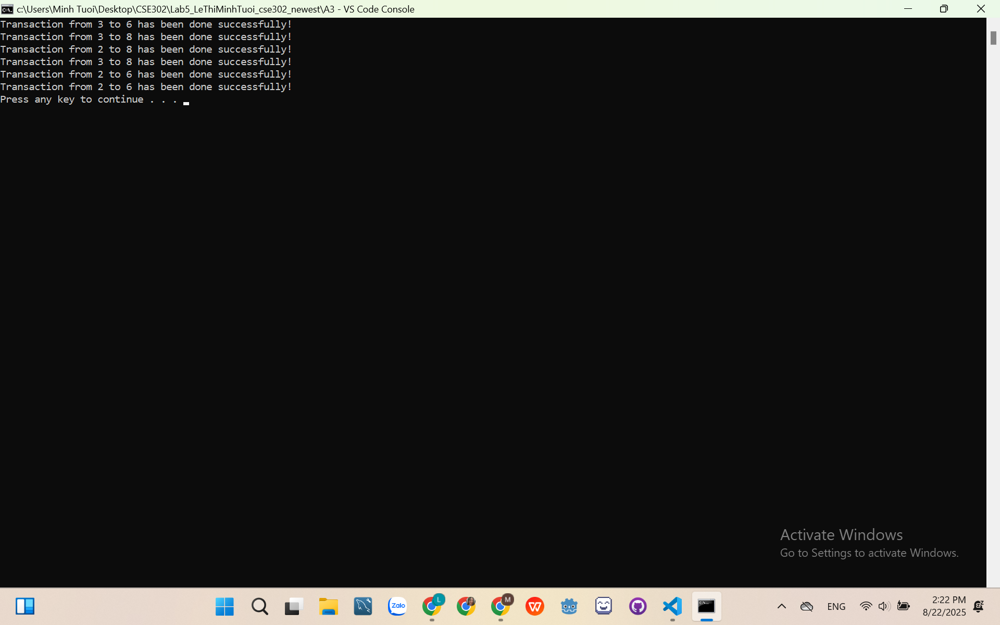 c:\Users\Minh Tuoi\Desktop\CSE302\Lab5_LeThiMinhTuoi_cse302_newest\A3 - VS Code Console
Transaction from 3 to 6 has been done successfully!
Transaction from 3 to 8 has been done successfully!
Transaction from 2 to 8 has been done successfully!
Transaction from 3 to 8 has been done successfully!
Transaction from 2 to 6 has been done successfully!
Transaction from 2 to 6 has been done successfully!
Press any key to continue . . .
Activate Windows
Go to Settings to activate Windows.
Zalo
L
M
W
ENG
2:22 PM
8/22/2025